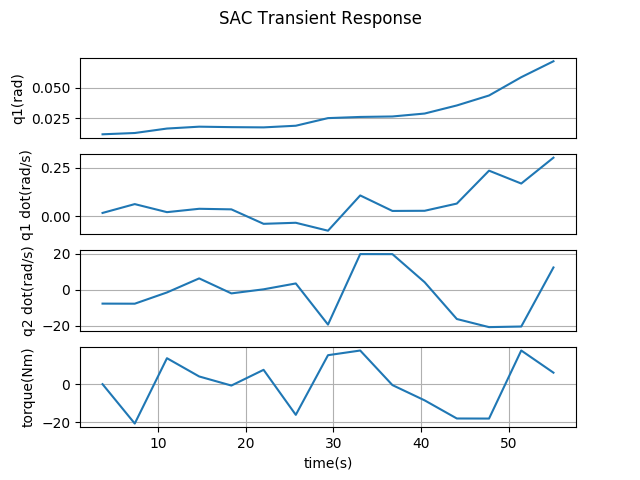 SAC Transient Response
q1(rad)
0.050
0.025
q1 dot(rad/s)
0.25
0.00
q2 dot(rad/s)
20
0
−20
torque(Nm)
0
−20
10 20 30 40 50
time(s)